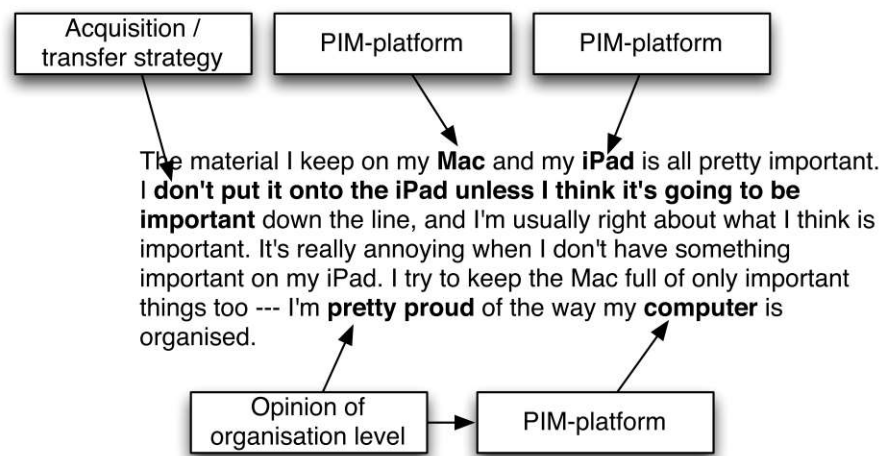 Acquisition /
transfer strategy
PIM-platform
PIM-platform
The material I keep on my Mac and my iPad is all pretty important.
I don't put it onto the iPad unless I think it's going to be
important down the line, and I'm usually right about what I think is
important. It's really annoying when I don't have something
important on my iPad. I try to keep the Mac full of only important
things too --- I'm pretty proud of the way my computer is
organised.
Opinion of
organisation level
PIM-platform